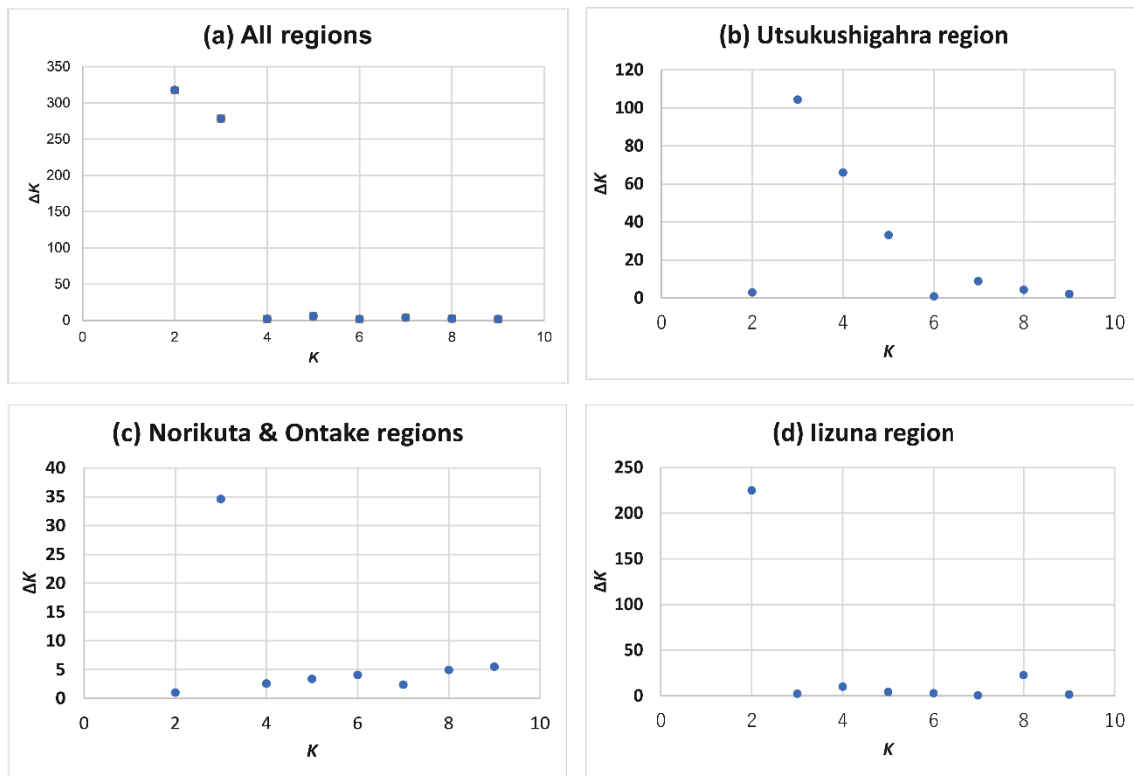 (a) All regions
350
300
250
200
150
100
50
0
ΔK
0 2 4 6 8 10
K
(b) Utsukushigahra region
120
100
80
60
40
20
0
ΔK
0 2 4 6 8 10
K
(c) Norikuta & Ontake regions
40
35
30
25
20
15
10
5
0
ΔK
0 2 4 6 8 10
K
(d) Iizuna region
250
200
150
100
50
0
ΔK
0 2 4 6 8 10
K